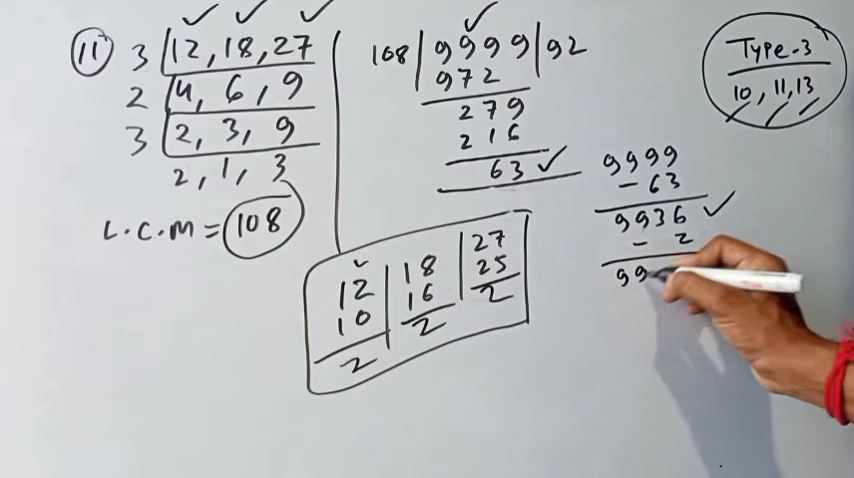 11 3 12, 18, 27
2 4, 6, 9
3 2, 3, 9
2, 1, 3
L.C.M = 108
108 9999 92
972
279
216
63
12
10
2
18
16
2
27
25
2
Type-3
10, 11, 13
9999
- 63
9936
- 2
99